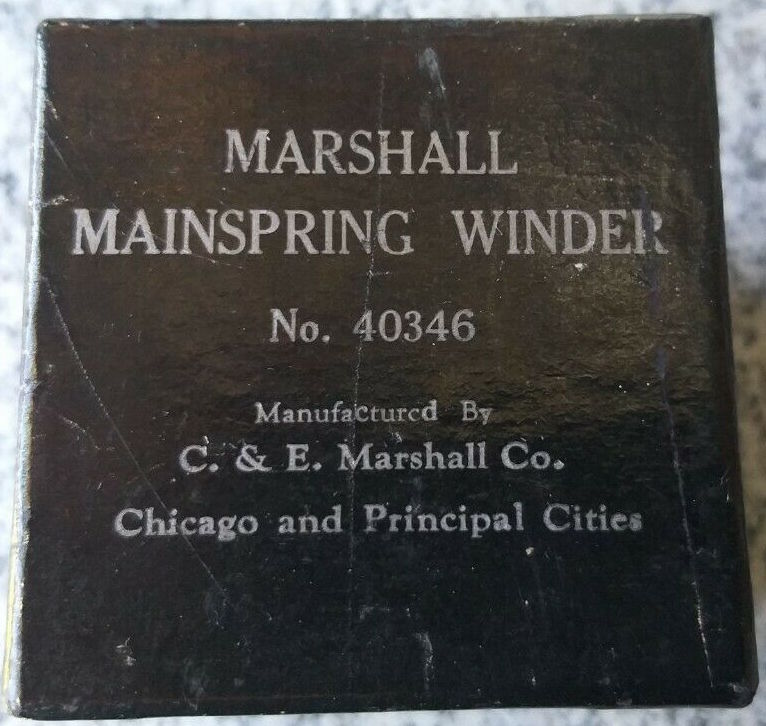 MARSHALL
MAINSPRING WINDER
No. 40346
Manufactured By
C. & E. Marshall Co.
Chicago and Principal Cities